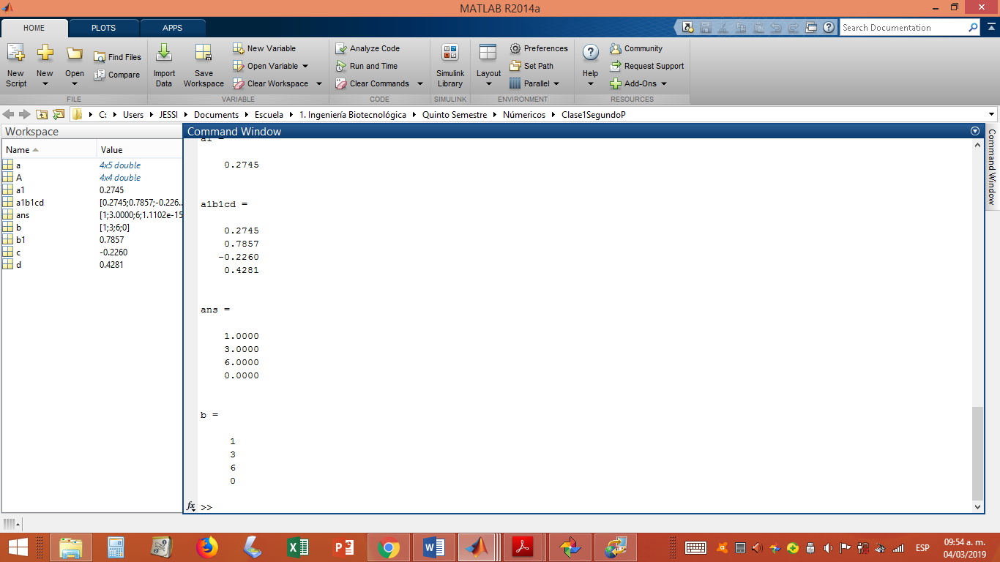 MATLAB R2014a
HOME PLOTS APPS
Search Documentation
New Script
New
Open
Find Files
Compare
FILE
Import Data
Save Workspace
New Variable
Open Variable
Clear Workspace
VARIABLE
Analyze Code
Run and Time
Clear Commands
CODE
Simulink Library
SIMULINK
Layout
Preferences
Set Path
Parallel
ENVIRONMENT
Help
Community
Request Support
Add-Ons
RESOURCES
C: Users JESSI Documents Escuela 1. Ingeniería Biotecnológica Quinto Semestre Númericos Clase1SegundoP
Workspace
Name Value
a 4x5 double
A 4x4 double
a1 0.2745
a1b1cd [0.2745;0.7857;-0.226...
ans [1;3.0000;6;1.1102e-15
b [1;3;6;0]
b1 0.7857
c -0.2260
d 0.4281
Command Window
a1 =
0.2745
a1b1cd =
0.2745
0.7857
-0.2260
0.4281
ans =
1.0000
3.0000
6.0000
0.0000
b =
1
3
6
0
fx >>
Command Window
ESP
09:54 a. m.
04/03/2019